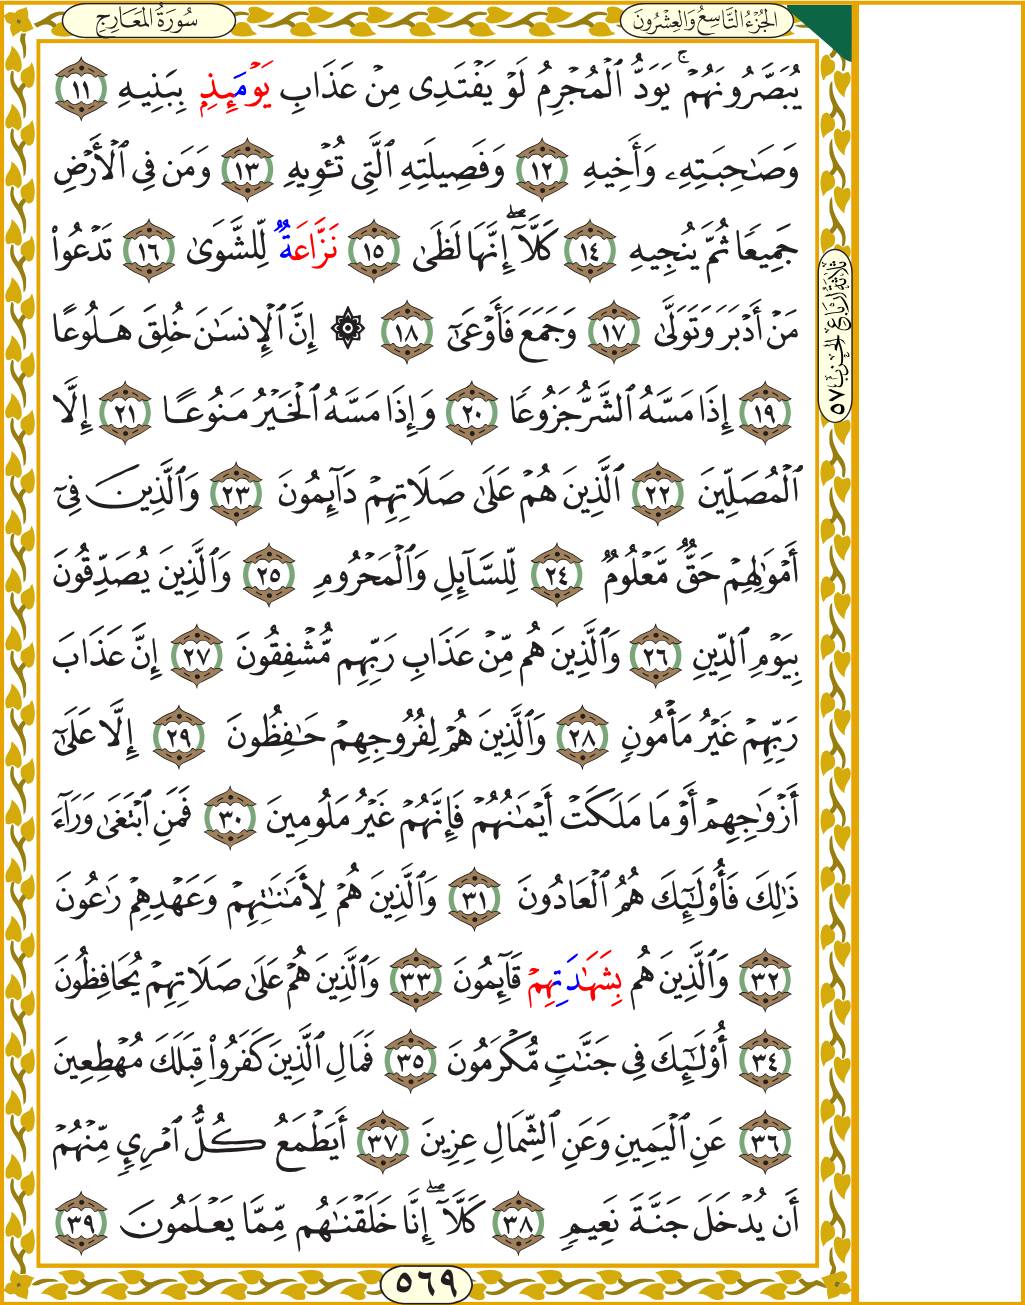 الجُزْءُ التَّاسِعُ وَالعِشْرُونَ
سُورَةُ المَعَارِجِ
يُبَصَّرُونَهُمْۚ يَوَدُّ ٱلْمُجْرِمُ لَوْ يَفْتَدِى مِنْ عَذَابِ يَوْمَئِذِۭ بِبَنِيهِ ١١
وَصَـٰحِبَتِهِۦ وَأَخِيهِ ١٢ وَفَصِيلَتِهِ ٱلَّتِى تُـْٔوِيهِ ١٣ وَمَن فِى ٱلْأَرْضِ
جَمِيعًا ثُمَّ يُنجِيهِ ١٤ كَلَّآۖ إِنَّهَا لَظَىٰ ١٥ نَزَّاعَةٌ لِّلشَّوَىٰ ١٦ تَدْعُوا۟
مَنْ أَدْبَرَ وَتَوَلَّىٰ ١٧ وَجَمَعَ فَأَوْعَىٰٓ ١٨ ۞ إِنَّ ٱلْإِنسَـٰنَ خُلِقَ هَلُوعًا
١٩ إِذَا مَسَّهُ ٱلشَّرُّ جَزُوعًا ٢٠ وَإِذَا مَسَّهُ ٱلْخَيْرُ مَنُوعًا ٢١ إِلَّا
ٱلْمُصَلِّينَ ٢٢ ٱلَّذِينَ هُمْ عَلَىٰ صَلَاتِهِمْ دَآئِمُونَ ٢٣ وَٱلَّذِينَ فِىٓ
أَمْوَٰلِهِمْ حَقٌّ مَّعْلُومٌ ٢٤ لِّلسَّآئِلِ وَٱلْمَحْرُومِ ٢٥ وَٱلَّذِينَ يُصَدِّقُونَ
بِيَوْمِ ٱلدِّينِ ٢٦ وَٱلَّذِينَ هُم مِّنْ عَذَابِ رَبِّهِم مُّشْفِقُونَ ٢٧ إِنَّ عَذَابَ
رَبِّهِمْ غَيْرُ مَأْمُونٍ ٢٨ وَٱلَّذِينَ هُمْ لِفُرُوجِهِمْ حَـٰفِظُونَ ٢٩ إِلَّا عَلَىٰٓ
أَزْوَٰجِهِمْ أَوْ مَا مَلَكَتْ أَيْمَـٰنُهُمْ فَإِنَّهُمْ غَيْرُ مَلُومِينَ ٣٠ فَمَنِ ٱبْتَغَىٰ وَرَآءَ
ذَٰلِكَ فَأُو۟لَـٰٓئِكَ هُمُ ٱلْعَادُونَ ٣١ وَٱلَّذِينَ هُمْ لِأَمَـٰنَـٰتِهِمْ وَعَهْدِهِمْ رَٰعُونَ
٣٢ وَٱلَّذِينَ هُم بِشَهَـٰدَٰتِهِمْ قَآئِمُونَ ٣٣ وَٱلَّذِينَ هُمْ عَلَىٰ صَلَاتِهِمْ يُحَافِظُونَ
٣٤ أُو۟لَـٰٓئِكَ فِى جَنَّـٰتٍ مُّكْرَمُونَ ٣٥ فَمَالِ ٱلَّذِينَ كَفَرُوا۟ قِبَلَكَ مُهْطِعِينَ
٣٦ عَنِ ٱلْيَمِينِ وَعَنِ ٱلشِّمَالِ عِزِينَ ٣٧ أَيَطْمَعُ كُلُّ ٱمْرِئٍ مِّنْهُمْ
أَن يُدْخَلَ جَنَّةَ نَعِيمٍ ٣٨ كَلَّآۖ إِنَّا خَلَقْنَـٰهُم مِّمَّا يَعْلَمُونَ ٣٩
ثَلَاثَةُ أَرْبَاعِ الحِزْبِ ٥٧
٥٦٩